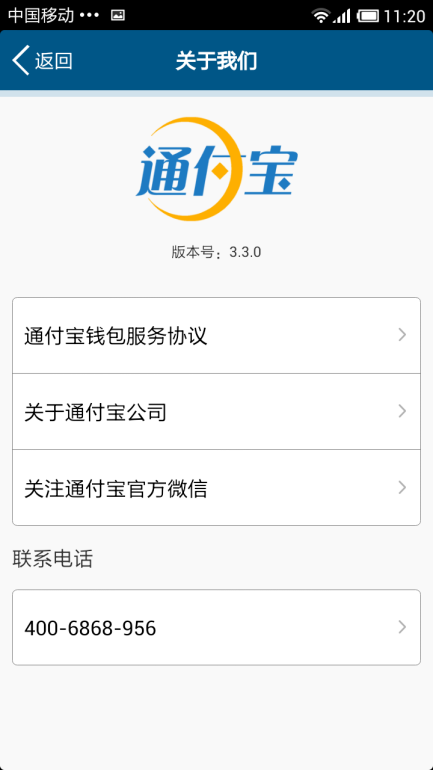 中国移动 ••• 11:20
返回 关于我们
通付宝
版本号：3.3.0
通付宝钱包服务协议
关于通付宝公司
关注通付宝官方微信
联系电话
400-6868-956